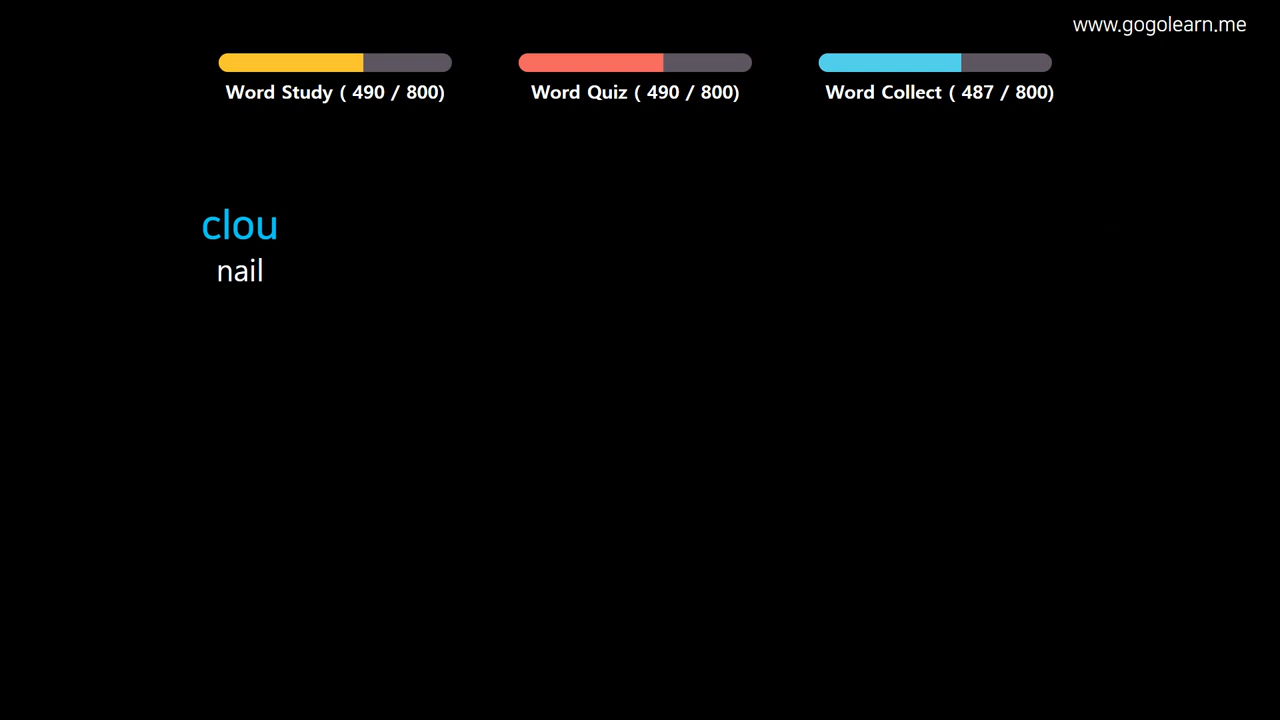 www.gogolearn.me
Word Study ( 490 / 800)
Word Quiz ( 490 / 800)
Word Collect ( 487 / 800)
clou
nail